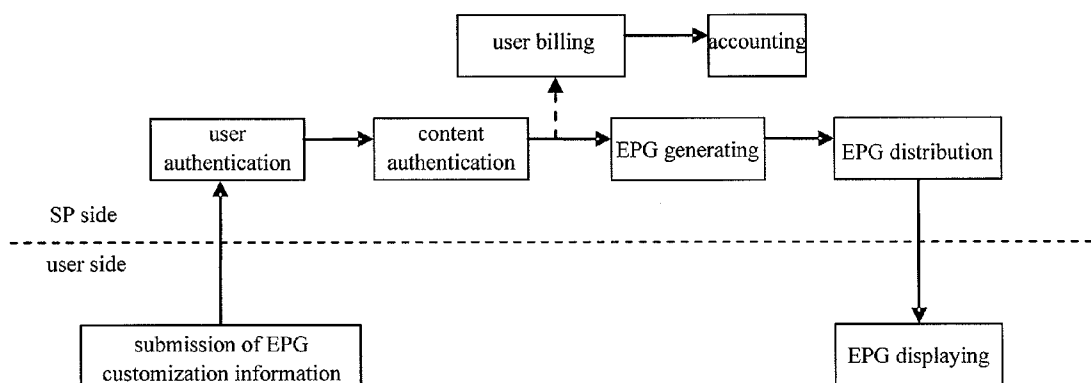 user billing
accounting
user
authentication
content
authentication
EPG generating
EPG distribution
SP side
user side
submission of EPG
customization information
EPG displaying